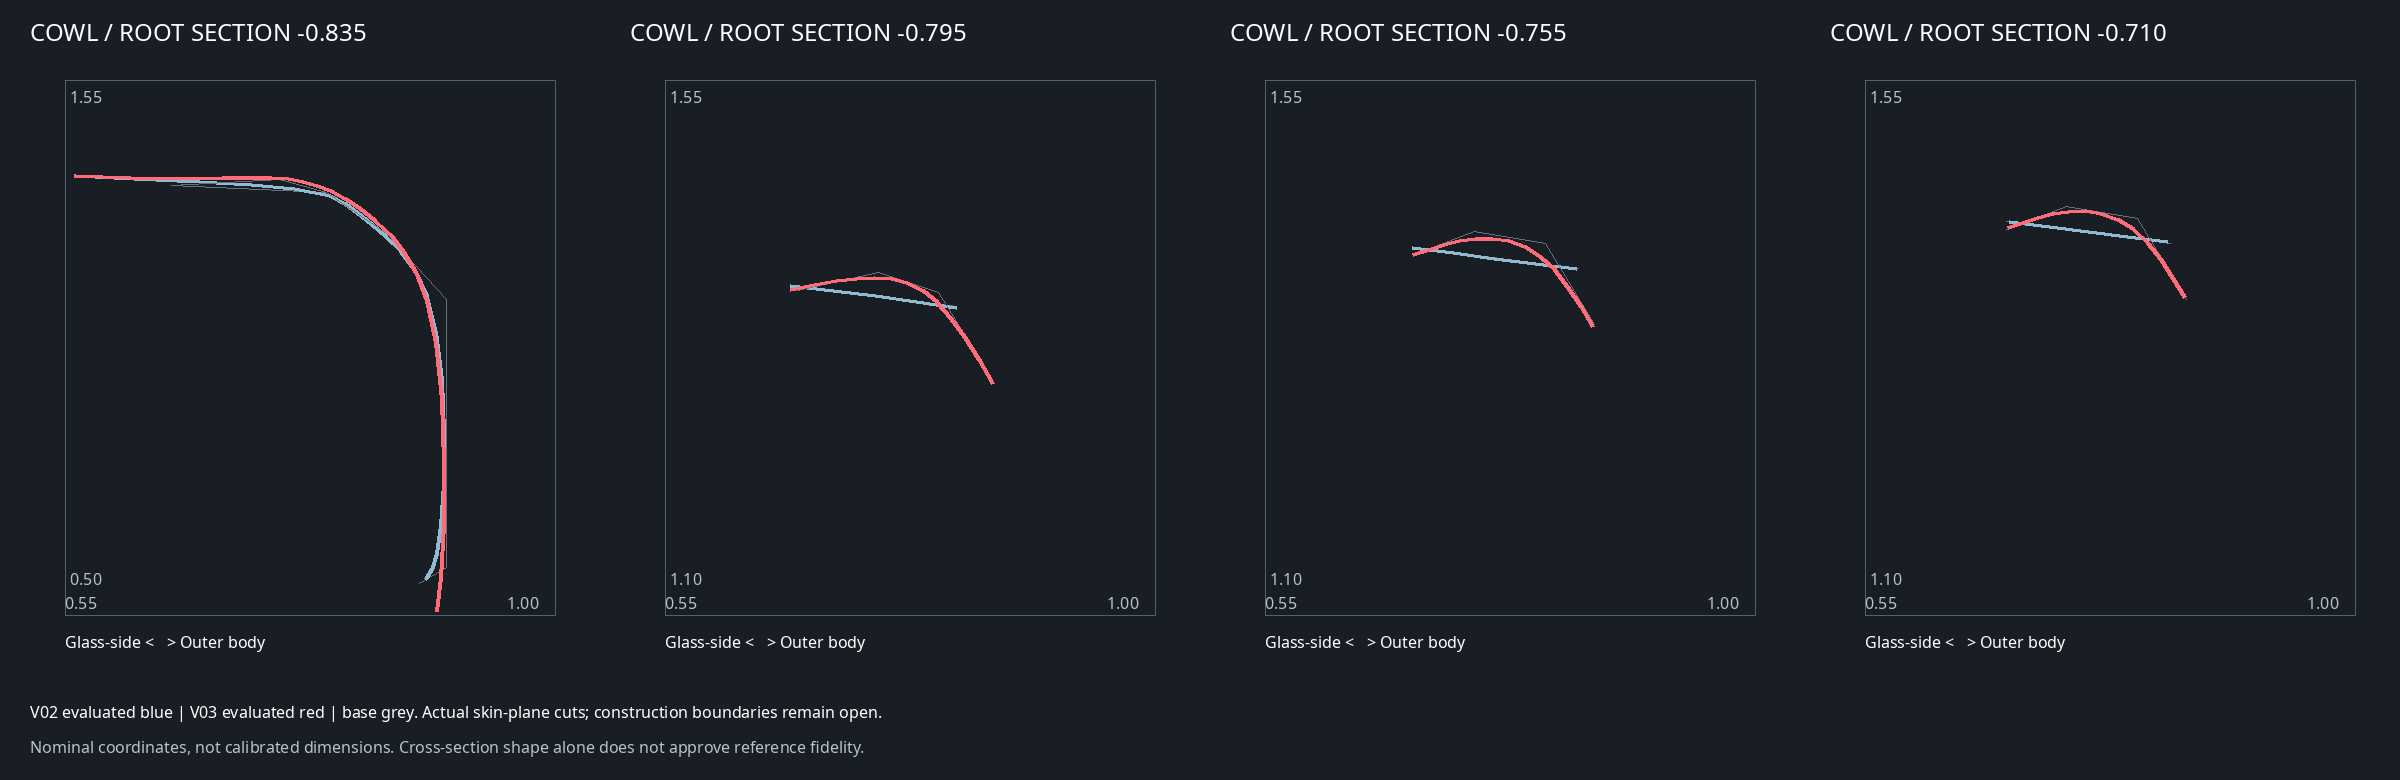 COWL / ROOT SECTION -0.835
COWL / ROOT SECTION -0.795
COWL / ROOT SECTION -0.755
COWL / ROOT SECTION -0.710
1.55
1.55
1.55
1.55
0.50
1.10
1.10
1.10
0.55
1.00
0.55
1.00
0.55
1.00
0.55
1.00
Glass-side < > Outer body
Glass-side < > Outer body
Glass-side < > Outer body
Glass-side < > Outer body
V02 evaluated blue | V03 evaluated red | base grey. Actual skin-plane cuts; construction boundaries remain open.
Nominal coordinates, not calibrated dimensions. Cross-section shape alone does not approve reference fidelity.